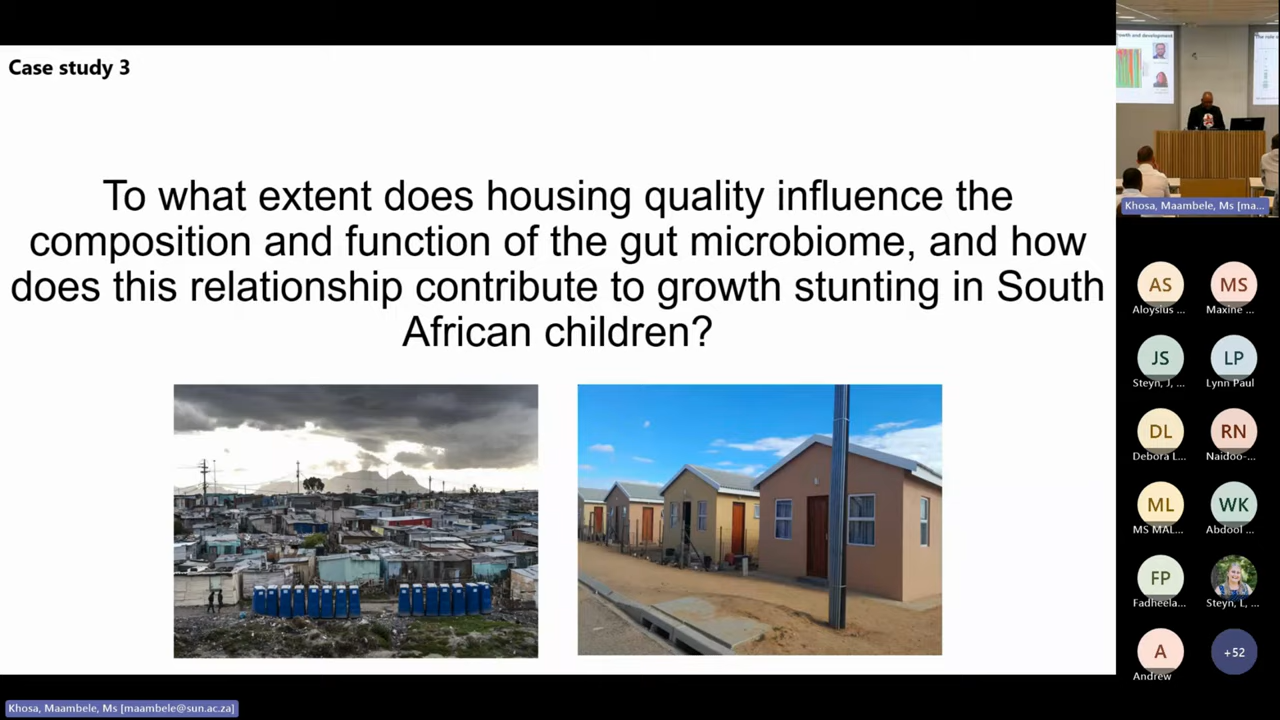 Case study 3
To what extent does housing quality influence the
composition and function of the gut microbiome, and how
does this relationship contribute to growth stunting in South
African children?
Khosa, Maambele, Ms [ma...
AS
Aloysius ...
MS
Maxine ...
JS
Steyn, J, ...
LP
Lynn Paul
DL
Debora L...
RN
Naidoo-...
ML
MS MAL...
WK
Abdool ...
FP
Fadheela...
Steyn, L, ...
A
Andrew
+52
Khosa, Maambele, Ms [maambele@sun.ac.za]